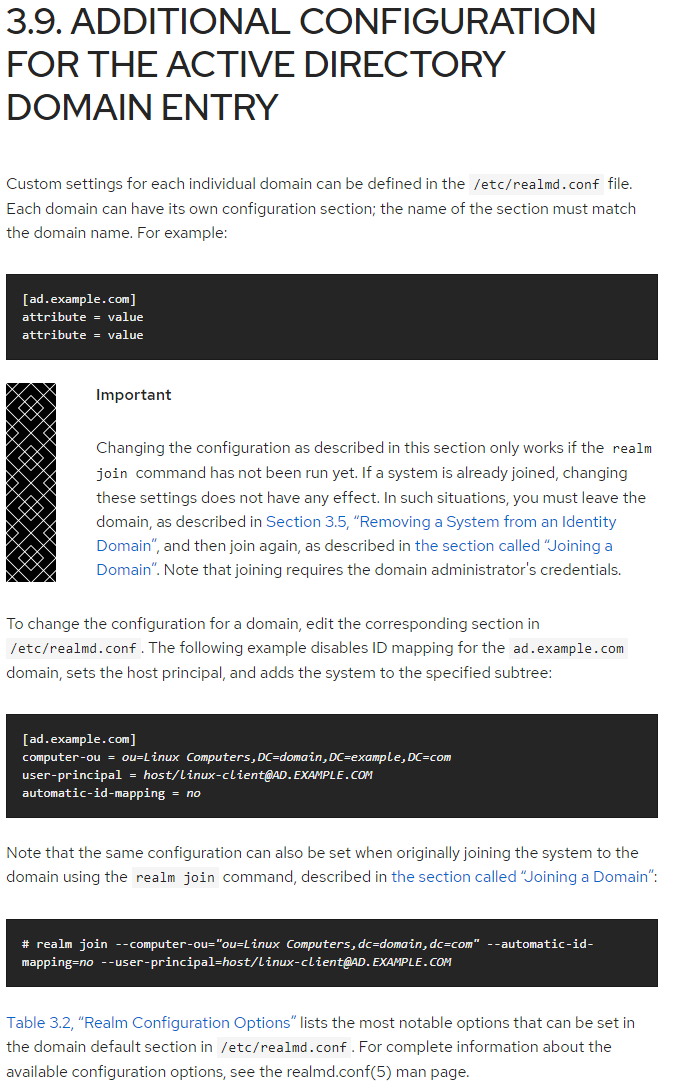 3.9. ADDITIONAL CONFIGURATION
FOR THE ACTIVE DIRECTORY
DOMAIN ENTRY
Custom settings for each individual domain can be defined in the /etc/realmd.conf file.
Each domain can have its own configuration section; the name of the section must match
the domain name. For example:
[ad.example.com]
attribute = value
attribute = value
Important
Changing the configuration as described in this section only works if the realm
join command has not been run yet. If a system is already joined, changing
these settings does not have any effect. In such situations, you must leave the
domain, as described in Section 3.5, “Removing a System from an Identity
Domain”, and then join again, as described in the section called “Joining a
Domain”. Note that joining requires the domain administrator's credentials.
To change the configuration for a domain, edit the corresponding section in
/etc/realmd.conf. The following example disables ID mapping for the ad.example.com
domain, sets the host principal, and adds the system to the specified subtree:
[ad.example.com]
computer-ou = ou=Linux Computers,DC=domain,DC=example,DC=com
user-principal = host/linux-client@AD.EXAMPLE.COM
automatic-id-mapping = no
Note that the same configuration can also be set when originally joining the system to the
domain using the realm join command, described in the section called “Joining a Domain”:
# realm join --computer-ou="ou=Linux Computers,dc=domain,dc=com" --automatic-id-
mapping=no --user-principal=host/linux-client@AD.EXAMPLE.COM
Table 3.2, “Realm Configuration Options” lists the most notable options that can be set in
the domain default section in /etc/realmd.conf. For complete information about the
available configuration options, see the realmd.conf(5) man page.